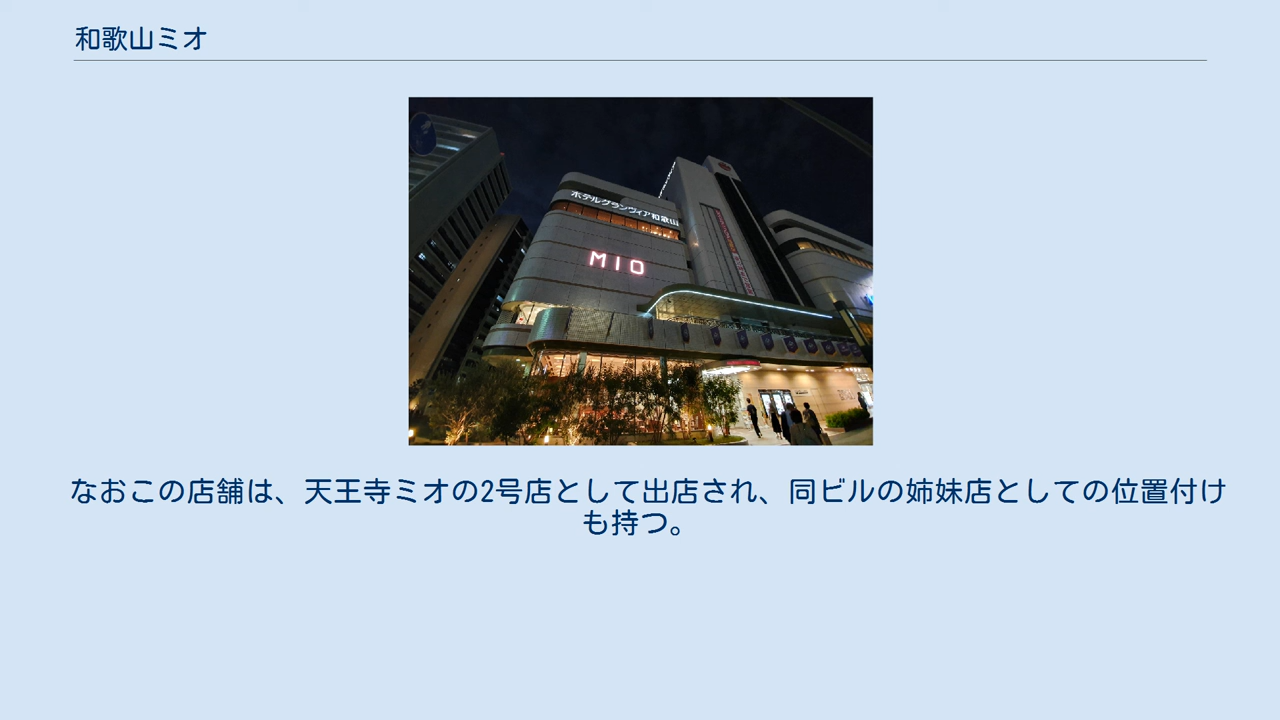 和歌山ミオ
ホテルグランヴィア和歌山
MIO
なおこの店舗は、天王寺ミオの2号店として出店され、同ビルの姉妹店としての位置付け
も持つ。